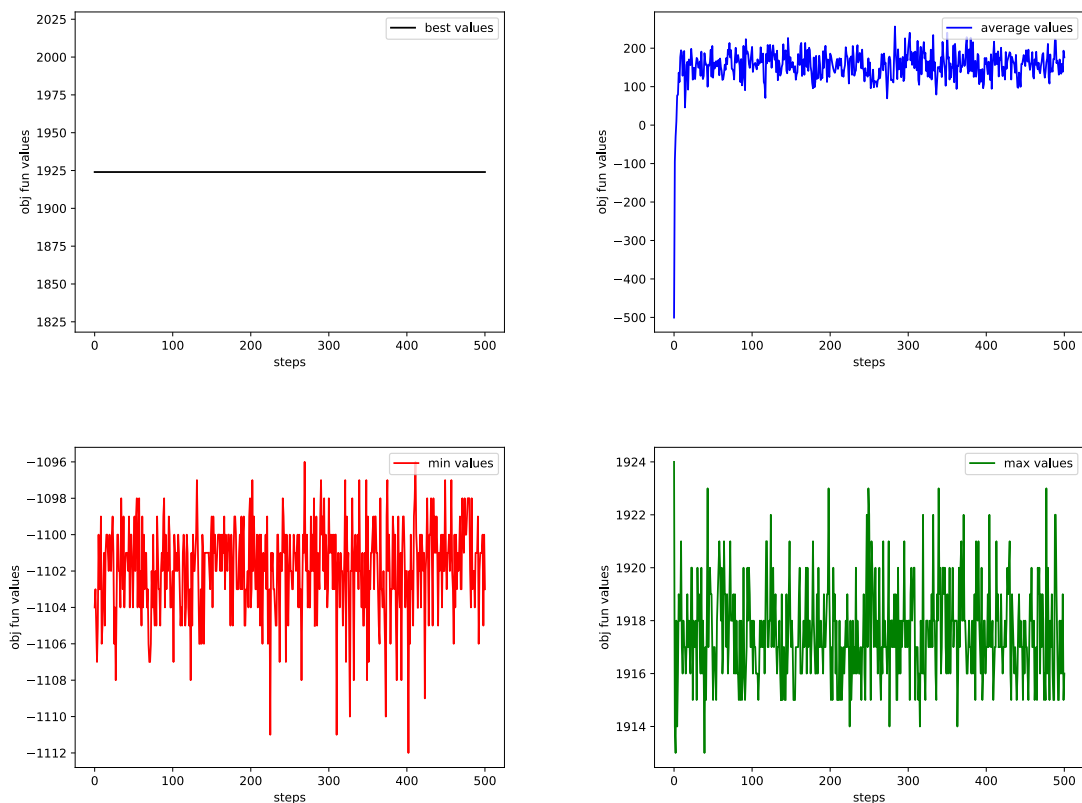 2025
2000
1975
1950
1925
1900
1875
1850
1825
obj fun values
best values
0 100 200 300 400 500
steps
200
100
0
−100
−200
−300
−400
−500
obj fun values
average values
0 100 200 300 400 500
steps
−1096
−1098
−1100
−1102
−1104
−1106
−1108
−1110
−1112
obj fun values
min values
0 100 200 300 400 500
steps
1924
1922
1920
1918
1916
1914
obj fun values
max values
0 100 200 300 400 500
steps